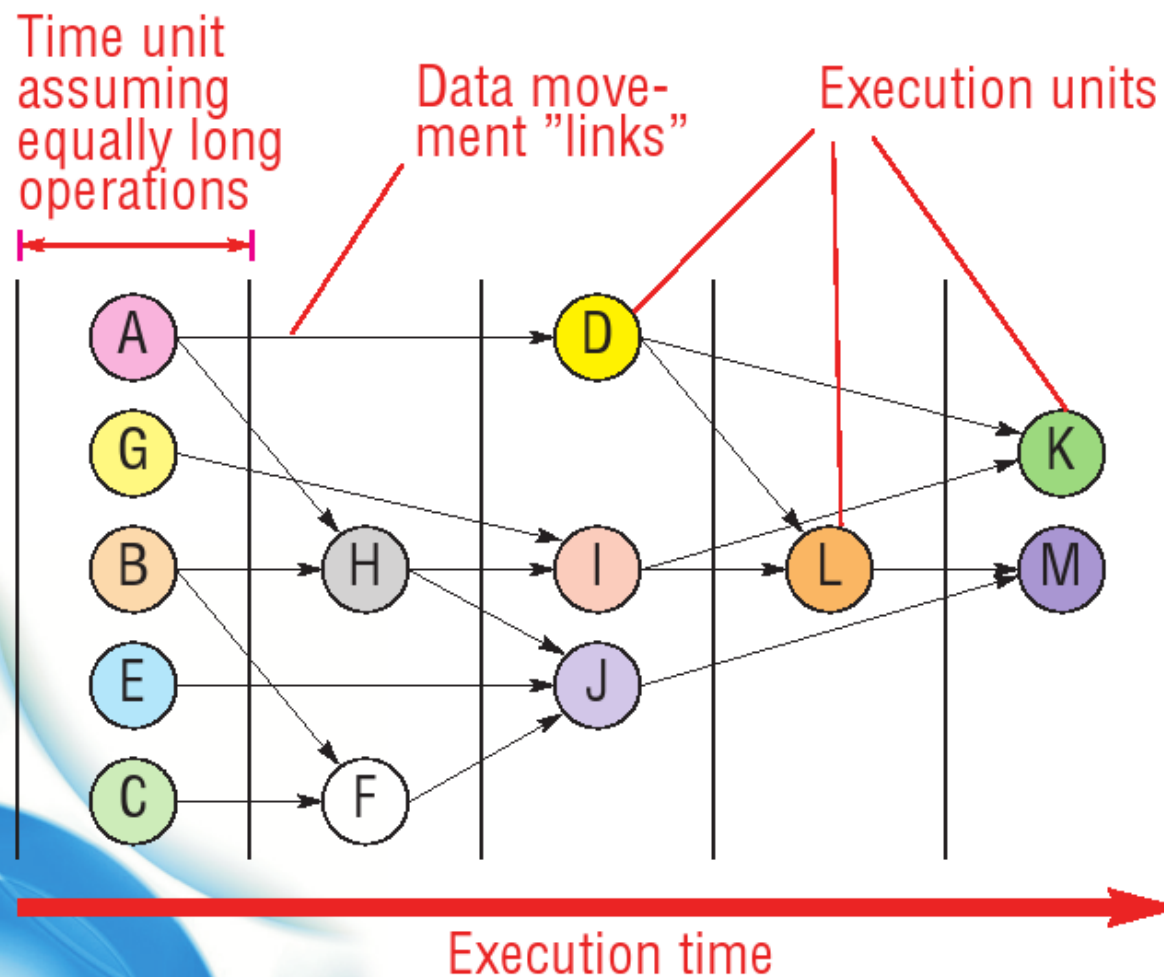 Time unit
assuming
equally long
operations
Data move-
ment ”links”
Execution units
A
D
G
K
B
H
I
L
M
E
J
C
F
Execution time